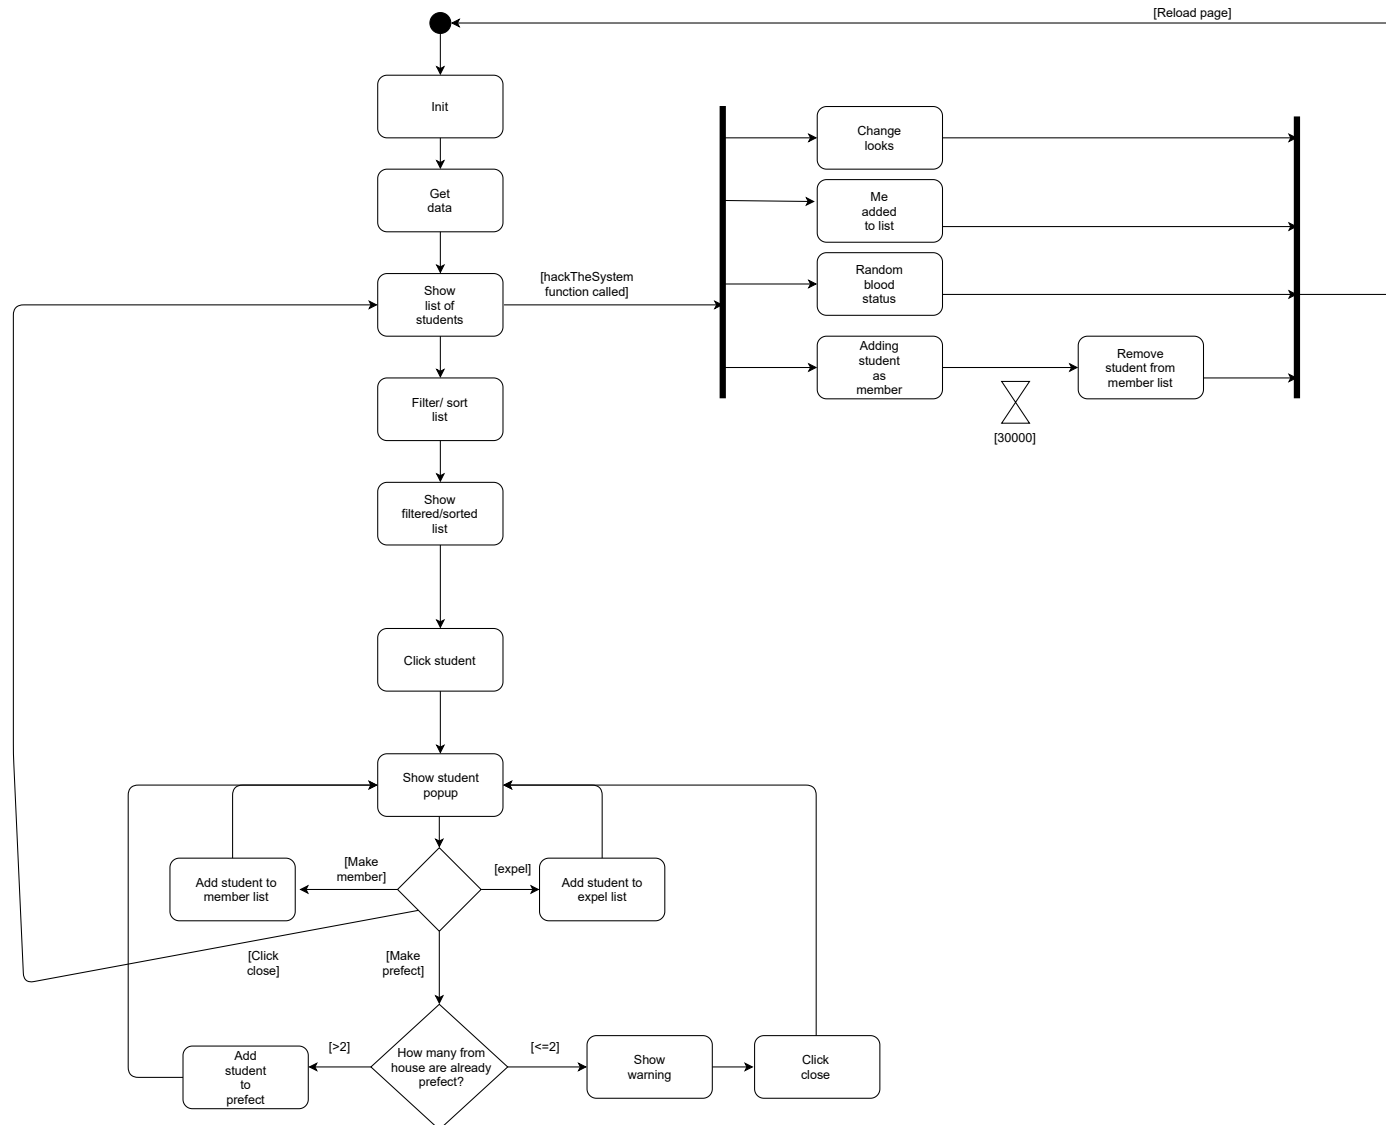 [Reload page]
Init
Get
data
Show
list of
students
[hackTheSystem
function called]
Change
looks
Me
added
to list
Random
blood
status
Adding
student
as
member
Remove
student from
member list
[30000]
Filter/ sort
list
Show
filtered/sorted
list
Click student
Show student
popup
[Make
member]
[expel]
Add student to
member list
Add student to
expel list
[Click
close]
[Make
prefect]
How many from
house are already
prefect?
[>2]
[<=2]
Add
student
to
prefect
Show
warning
Click
close